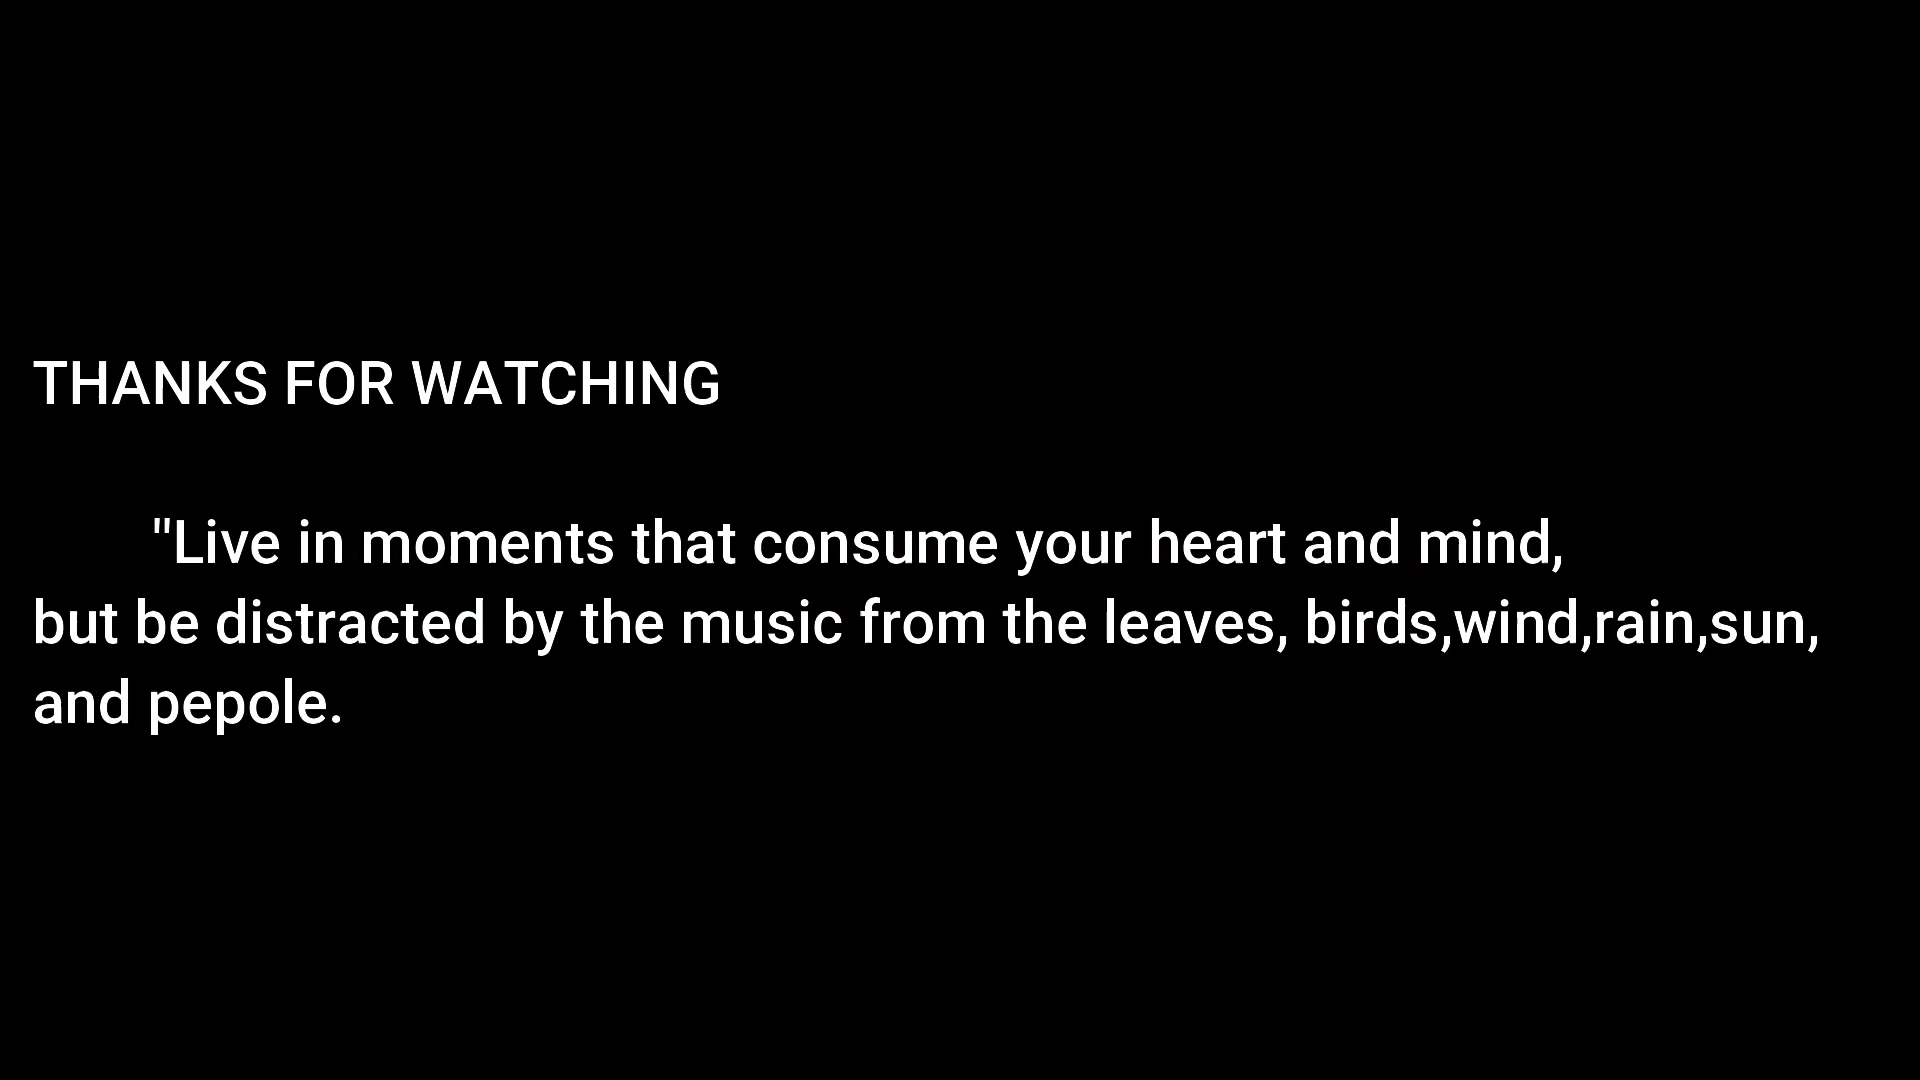 THANKS FOR WATCHING
"Live in moments that consume your heart and mind,
but be distracted by the music from the leaves, birds,wind,rain,sun,
and pepole.